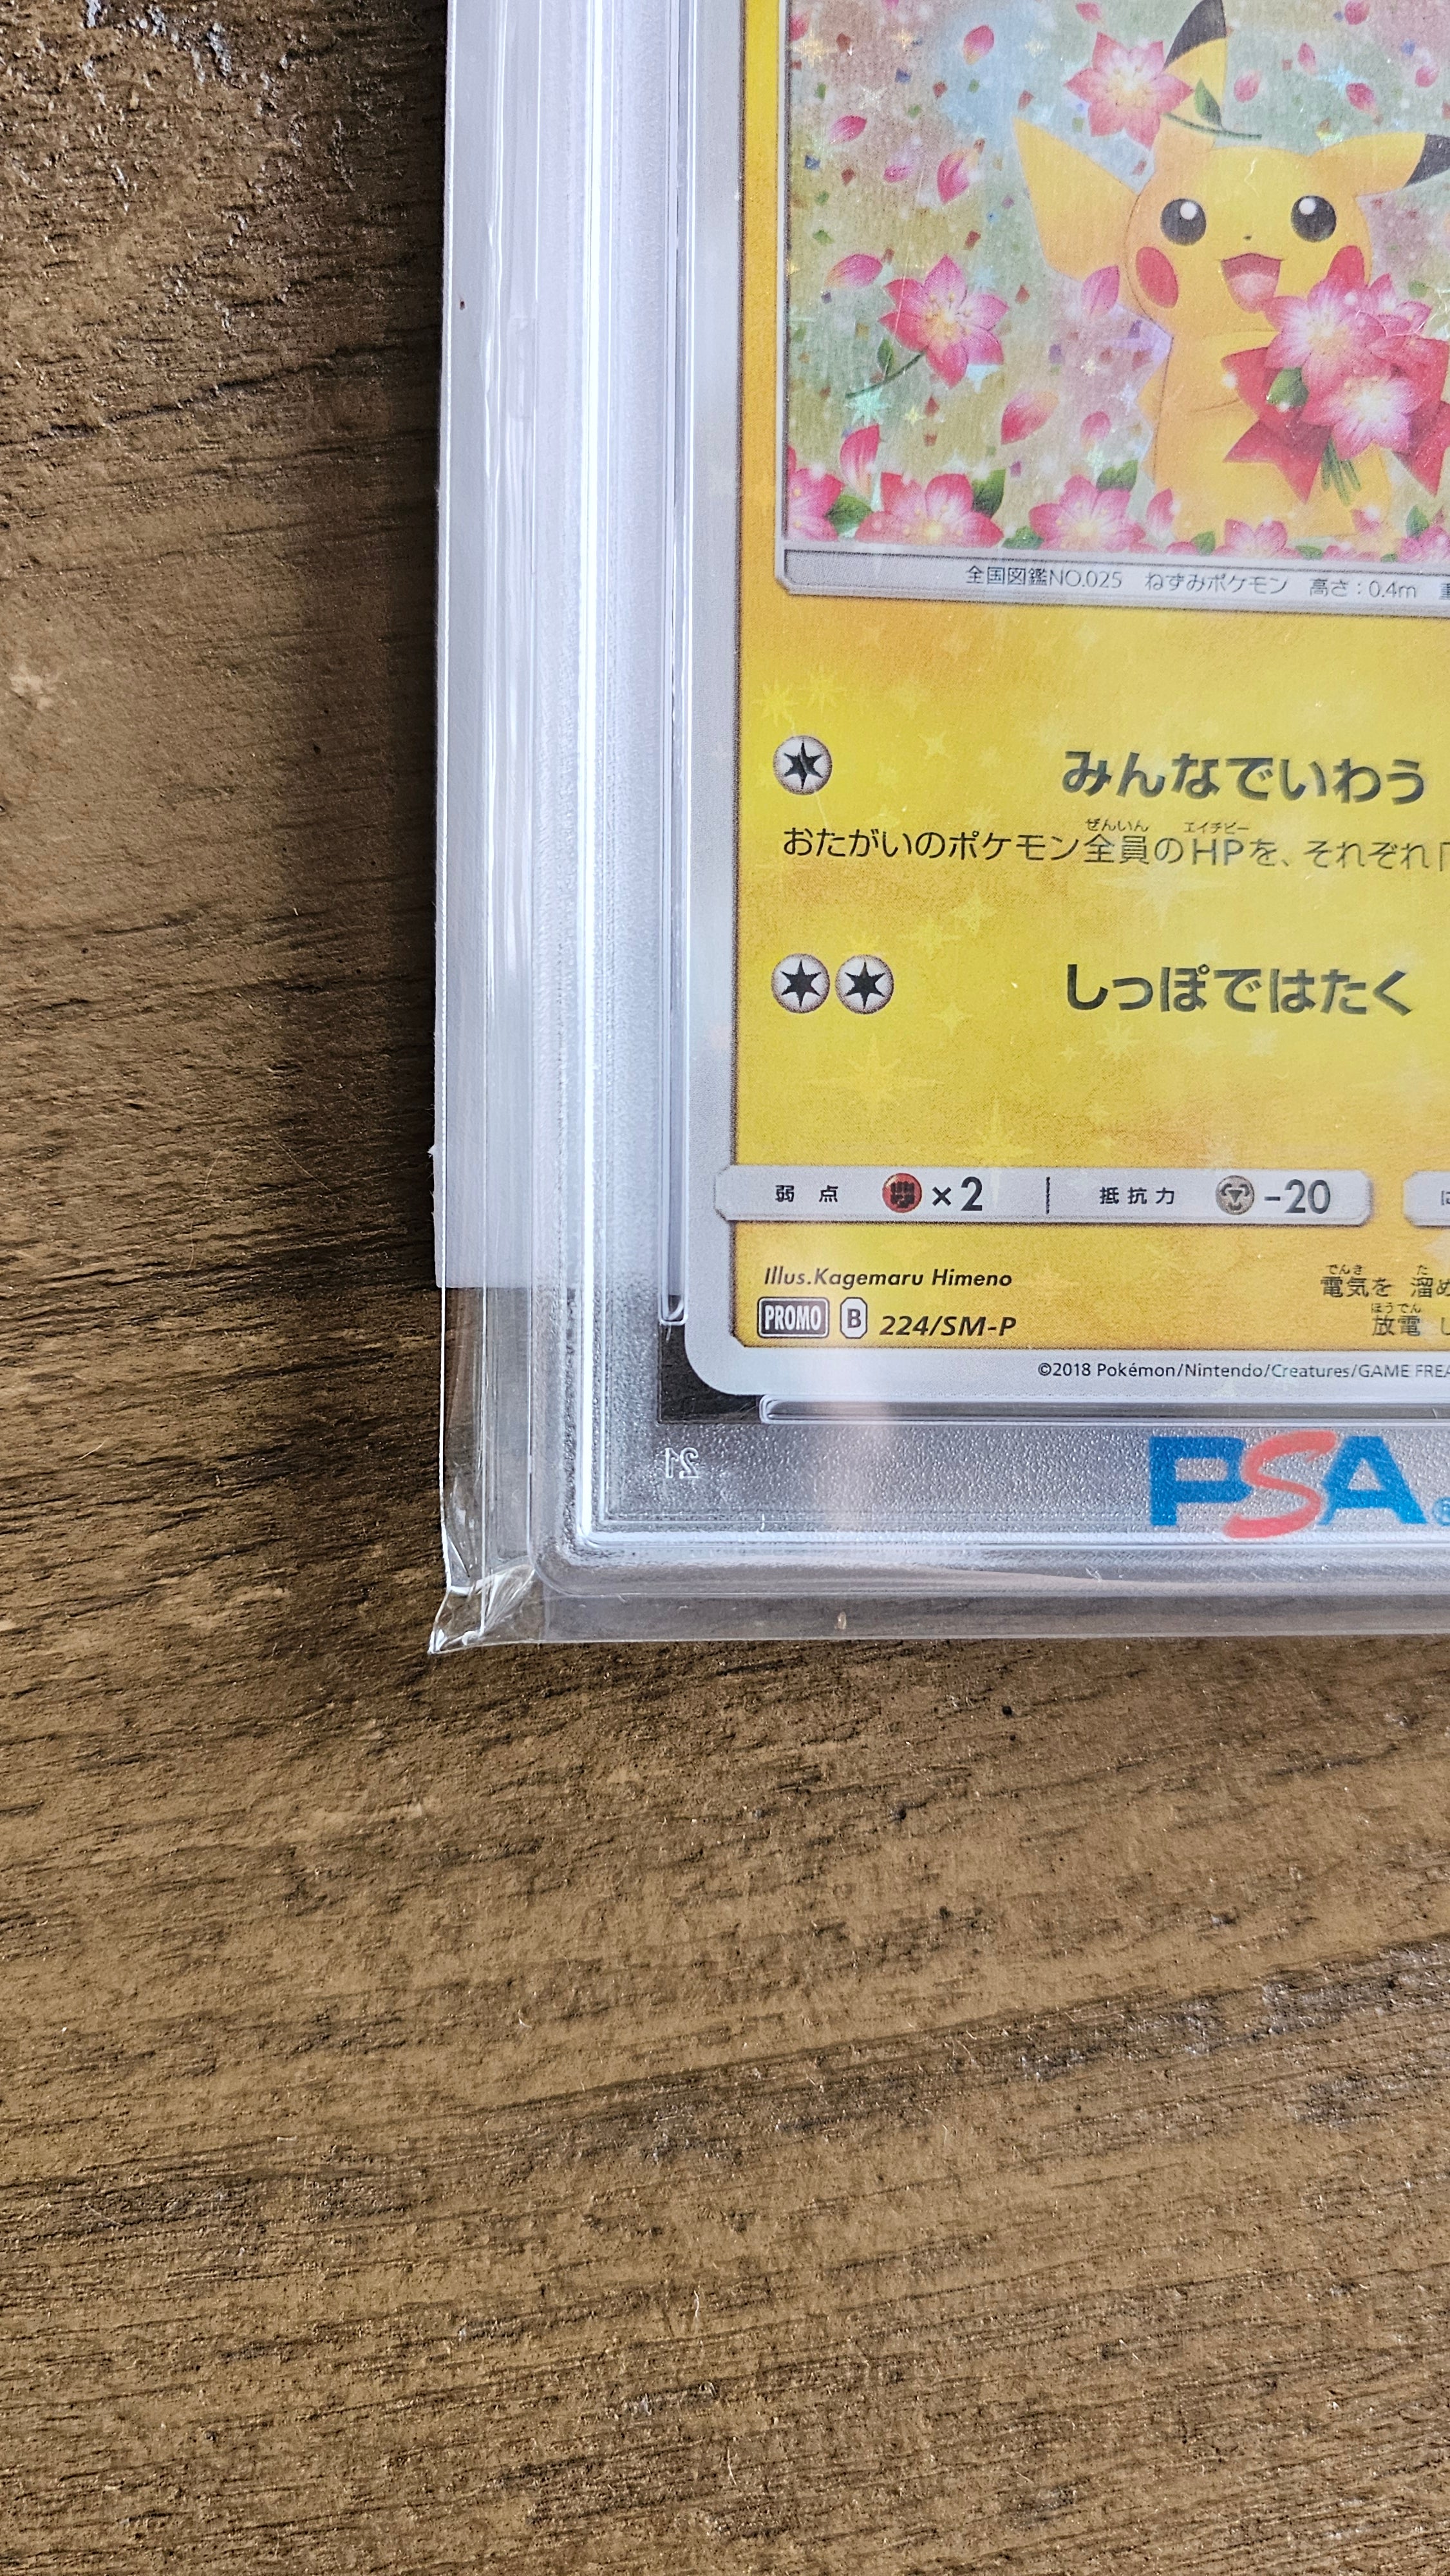 全国図鑑NO.025 ねずみポケモン 高さ:0.4m
みんなでいわう
ぜんいん エイチピー
おたがいのポケモン全員のHPを、それぞれ「
しっぽではたく
弱点 ×2 抵抗力 -20
Illus.Kagemaru Himeno
でんき た
電気を 溜め
PROMO B 224/SM-P
ほうでん
放電 し
©2018 Pokémon/Nintendo/Creatures/GAME FREA
21
PSA